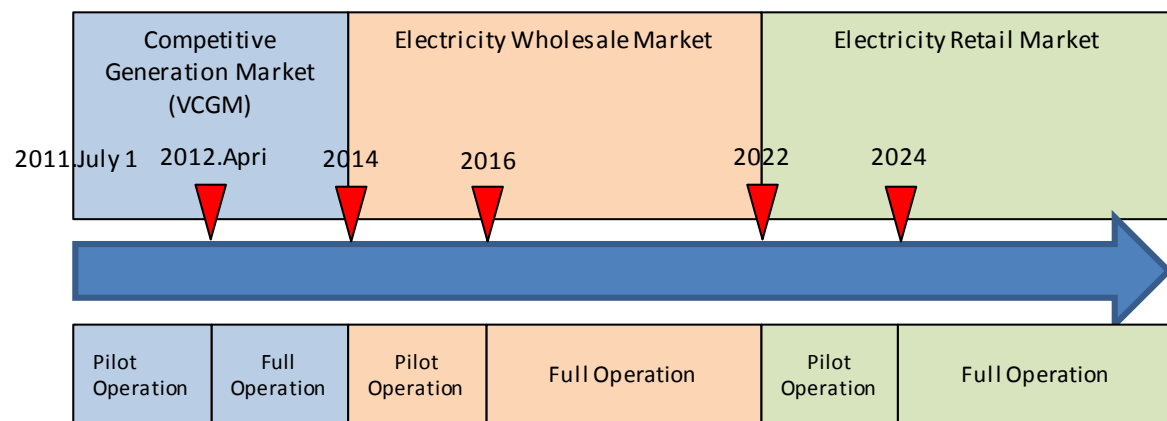 Competitive
Generation Market
(VCGM)
Electricity Wholesale Market
Electricity Retail Market
2011.July 1
2012.Apri
2014
2016
2022
2024
Pilot
Operation
Full
Operation
Pilot
Operation
Full Operation
Pilot
Operation
Full Operation